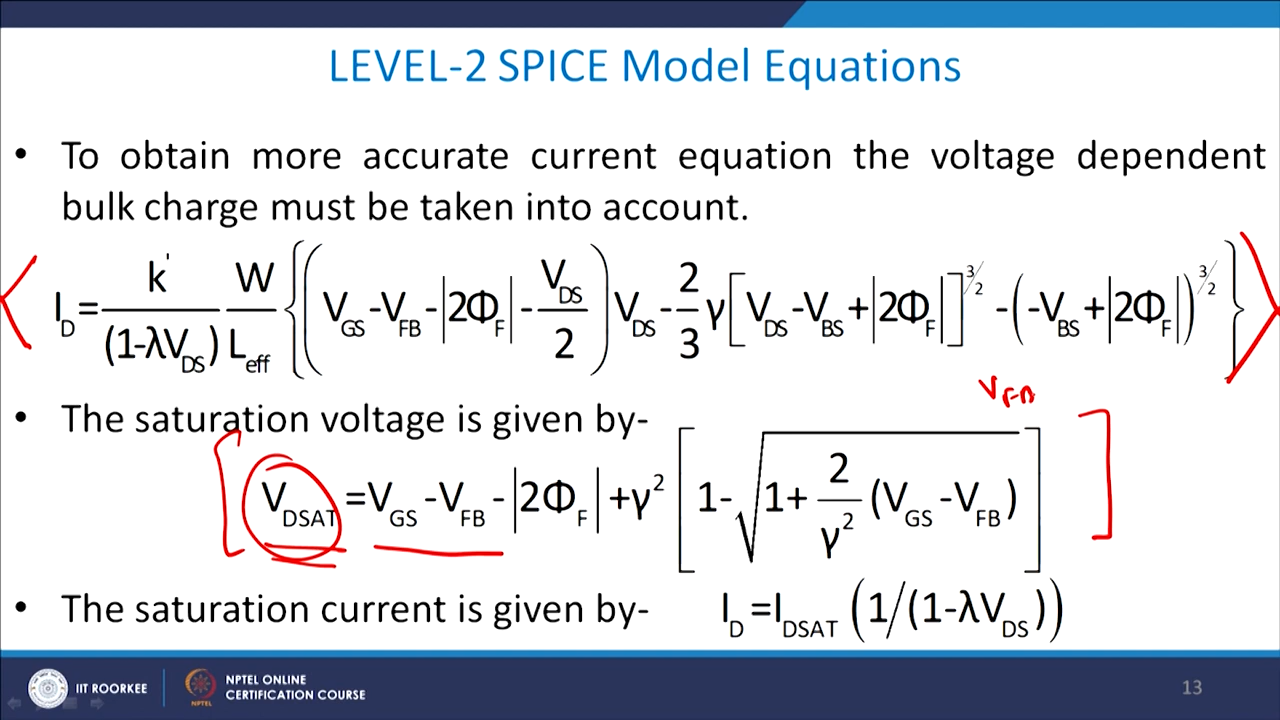 LEVEL-2 SPICE Model Equations
• To obtain more accurate current equation the voltage dependent
bulk charge must be taken into account.
I_D = k' / (1-λV_DS) W / L_eff { ( V_GS - V_FB - |2Φ_F| - V_DS / 2 ) V_DS - 2/3 γ [ V_DS - V_BS + |2Φ_F| ]^3/2 - ( -V_BS + |2Φ_F| )^3/2 }
• The saturation voltage is given by-
V_FB
V_DSAT = V_GS - V_FB - |2Φ_F| + γ² [ 1 - √(1 + 2/γ² (V_GS - V_FB)) ]
• The saturation current is given by- I_D = I_DSAT (1/(1-λV_DS))
IIT ROORKEE
NPTEL ONLINE
CERTIFICATION COURSE
NPTEL
13